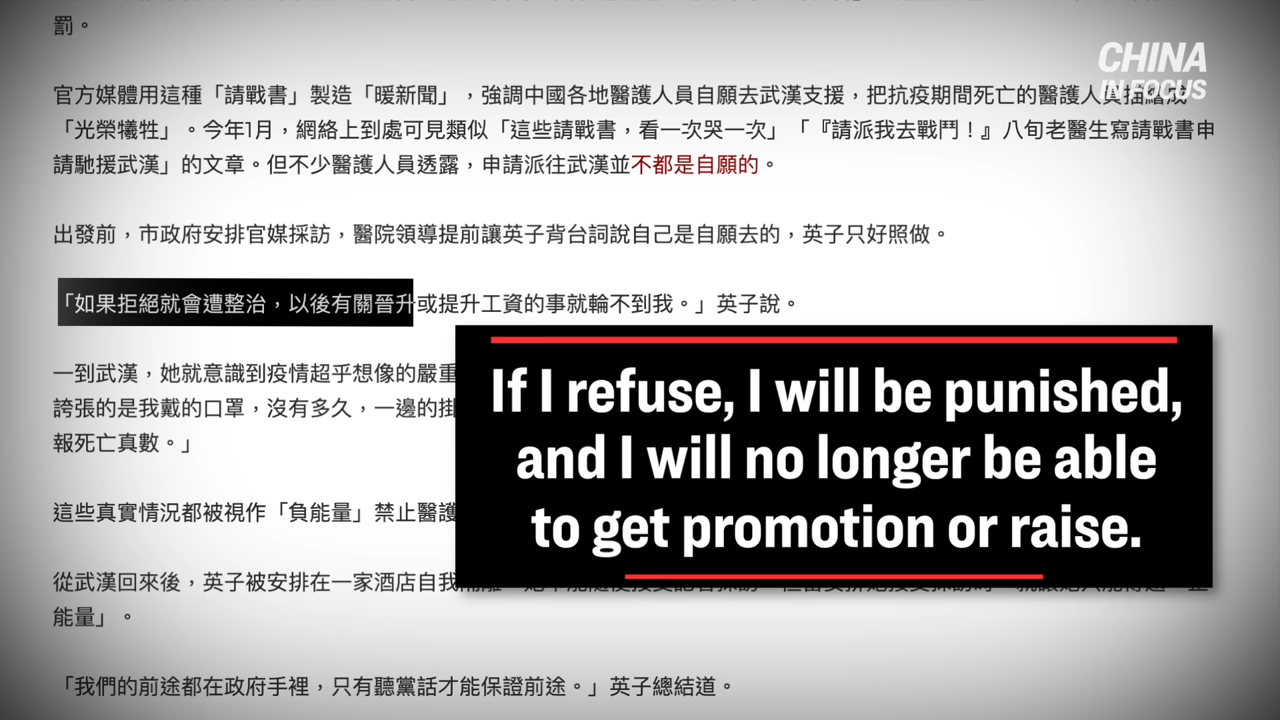 罰。
官方媒體用這種「請戰書」製造「暖新聞」，強調中國各地醫護人員自願去武漢支援，把抗疫期間死亡的醫護人員描繪成
「光榮犧牲」。今年1月，網絡上到處可見類似「這些請戰書，看一次哭一次」「『請派我去戰鬥！』八旬老醫生寫請戰書申
請馳援武漢」的文章。但不少醫護人員透露，申請派往武漢並不都是自願的。
出發前，市政府安排官媒採訪，醫院領導提前讓英子背台詞說自己是自願去的，英子只好照做。
「如果拒絕就會遭整治，以後有關晉升或提升工資的事就輪不到我。」英子說。
一到武漢，她就意識到疫情超乎想像的嚴重
誇張的是我戴的口罩，沒有多久，一邊的掛
報死亡真數。」
這些真實情況都被視作「負能量」禁止醫護
從武漢回來後，英子被安排在一家酒店自我
能量」。
「我們的前途都在政府手裡，只有聽黨話才能保證前途。」英子總結道。
CHINA
IN FOCUS
If I refuse, I will be punished,
and I will no longer be able
to get promotion or raise.